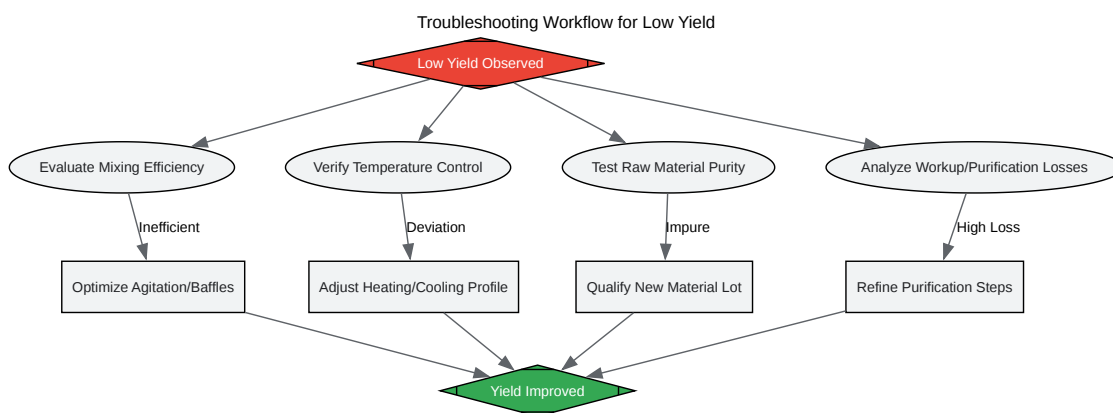 Troubleshooting Workflow for Low Yield
Low Yield Observed
Evaluate Mixing Efficiency
Verify Temperature Control
Test Raw Material Purity
Analyze Workup/Purification Losses
Inefficient
Deviation
Impure
High Loss
Optimize Agitation/Baffles
Adjust Heating/Cooling Profile
Qualify New Material Lot
Refine Purification Steps
Yield Improved